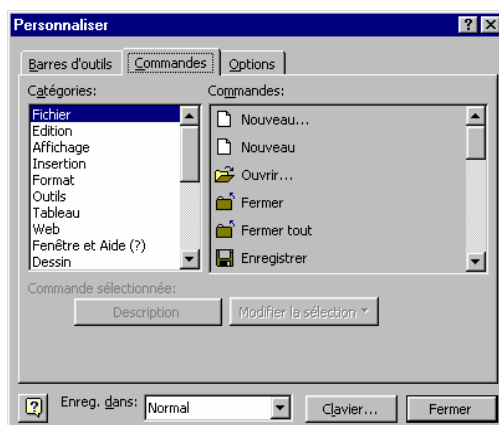 Personnaliser
Barres d'outils Commandes Options
Catégories: Commandes:
Fichier
Edition
Affichage
Insertion
Format
Outils
Tableau
Web
Fenêtre et Aide (?)
Dessin
Nouveau...
Nouveau
Ouvrir...
Fermer
Fermer tout
Enregistrer
Commande sélectionnée:
Description Modifier la sélection
Enreg. dans: Normal Clavier... Fermer